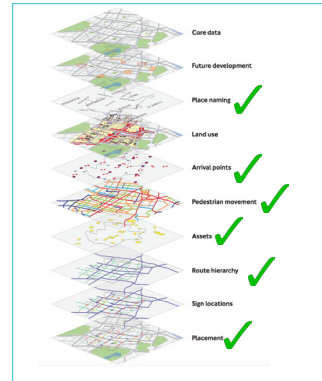 Core data
Future development
Place naming
Land use
Arrival points
Pedestrian movement
Assets
Route hierarchy
Sign locations
Placement